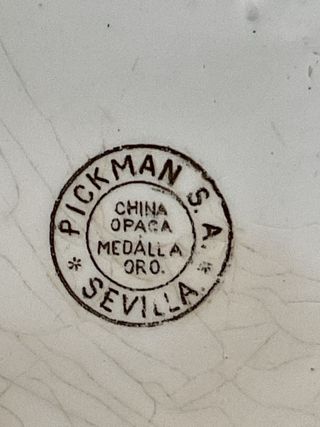 PICKMAN S. A.
CHINA
OPACA
MEDALLA
ORO.
* SEVILLA *